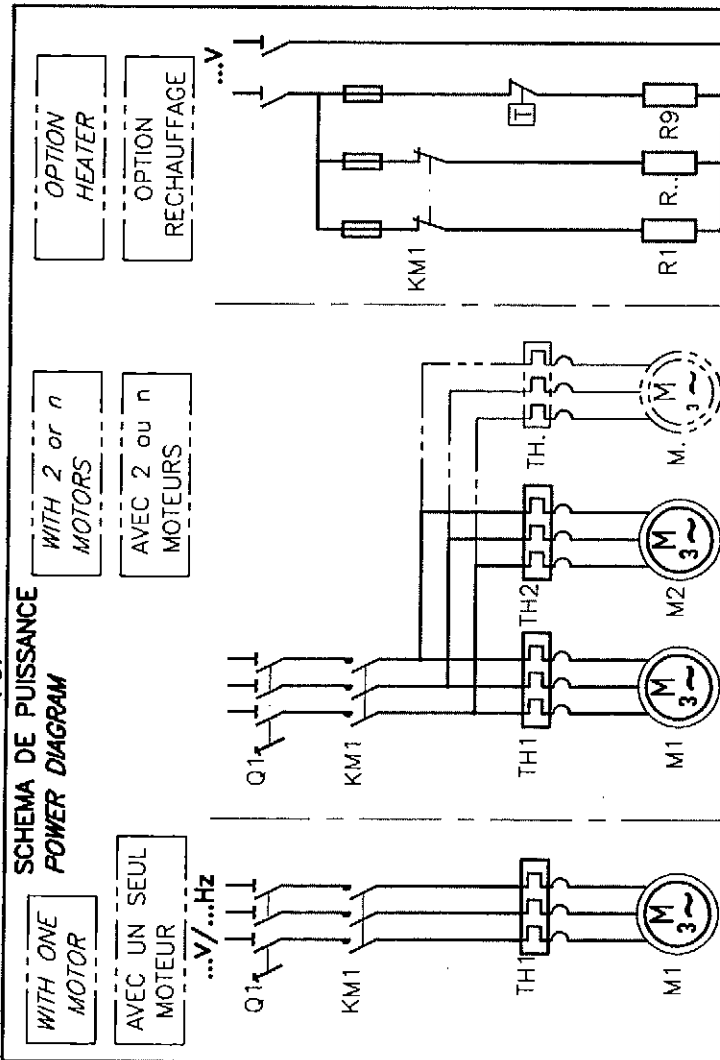 SCHEMA DE PUISSANCE
POWER DIAGRAM
WITH ONE
MOTOR
AVEC UN SEUL
MOTEUR
...V/...Hz
Q1
KM1
TH1
M
3~
M1
WITH 2 or n
MOTORS
AVEC 2 ou n
MOTEURS
Q1
KM1
TH1
TH2
TH.
M
3~
M
3~
M
3~
M1
M2
M.
OPTION
HEATER
OPTION
RECHAUFFAGE
...V
KM1
T
R1
R..
R9